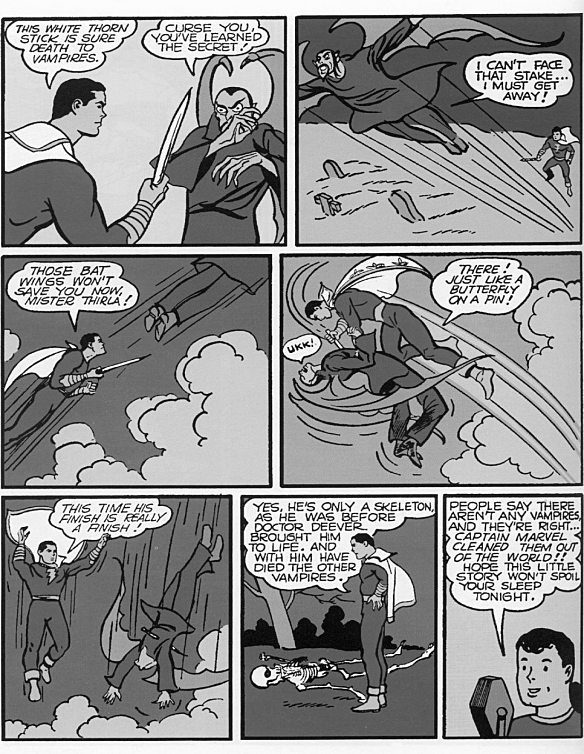 THIS WHITE THORN
STICK IS SURE
DEATH TO
VAMPIRES.
CURSE YOU,
YOU'VE LEARNED
THE SECRET!
I CAN'T FACE
THAT STAKE...
I MUST GET
AWAY!
THOSE BAT
WINGS WON'T
SAVE YOU NOW,
MISTER THIRLA!
THERE!
JUST LIKE A
BUTTERFLY
ON A PIN!
UKK!
THIS TIME HIS
FINISH IS REALLY
A FINISH!
YES, HE'S ONLY A SKELETON,
AS HE WAS BEFORE
DOCTOR DEEVER
BROUGHT HIM
TO LIFE. AND
WITH HIM HAVE
DIED THE OTHER
VAMPIRES.
PEOPLE SAY THERE
AREN'T ANY VAMPIRES,
AND THEY'RE RIGHT...
CAPTAIN MARVEL
CLEANED THEM OUT
OF THE WORLD!!
HOPE THIS LITTLE
STORY WON'T SPOIL
YOUR SLEEP
TONIGHT.